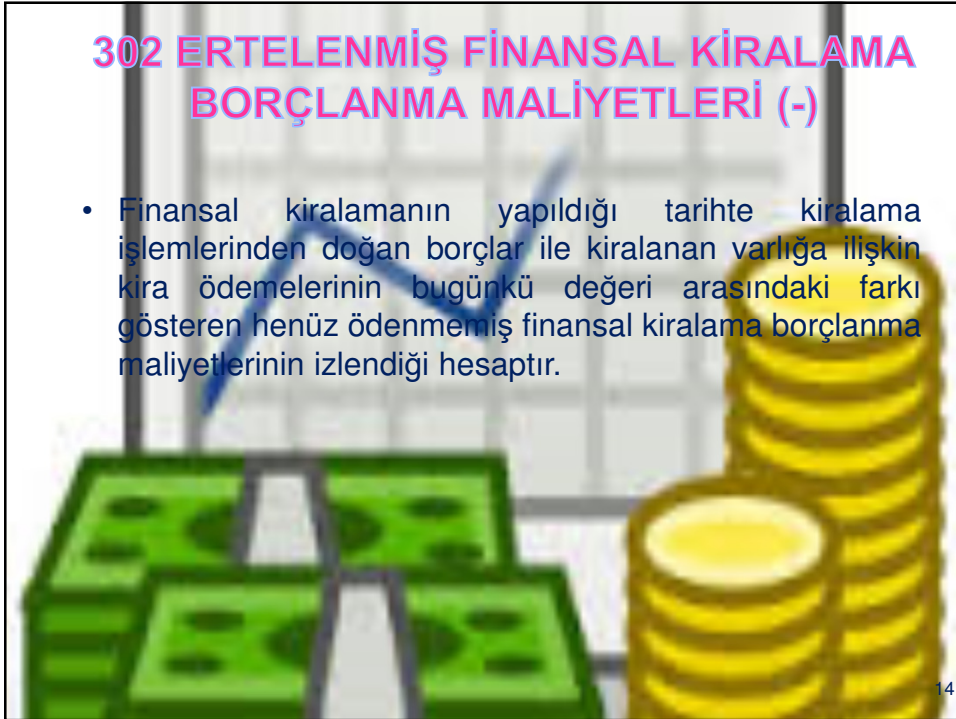 302 ERTELENMİŞ FİNANSAL KİRALAMA
BORÇLANMA MALİYETLERİ (-)
• Finansal kiralamanın yapıldığı tarihte kiralama
işlemlerinden doğan borçlar ile kiralanan varlığa ilişkin
kira ödemelerinin bugünkü değeri arasındaki farkı
gösteren henüz ödenmemiş finansal kiralama borçlanma
maliyetlerinin izlendiği hesaptır.
14